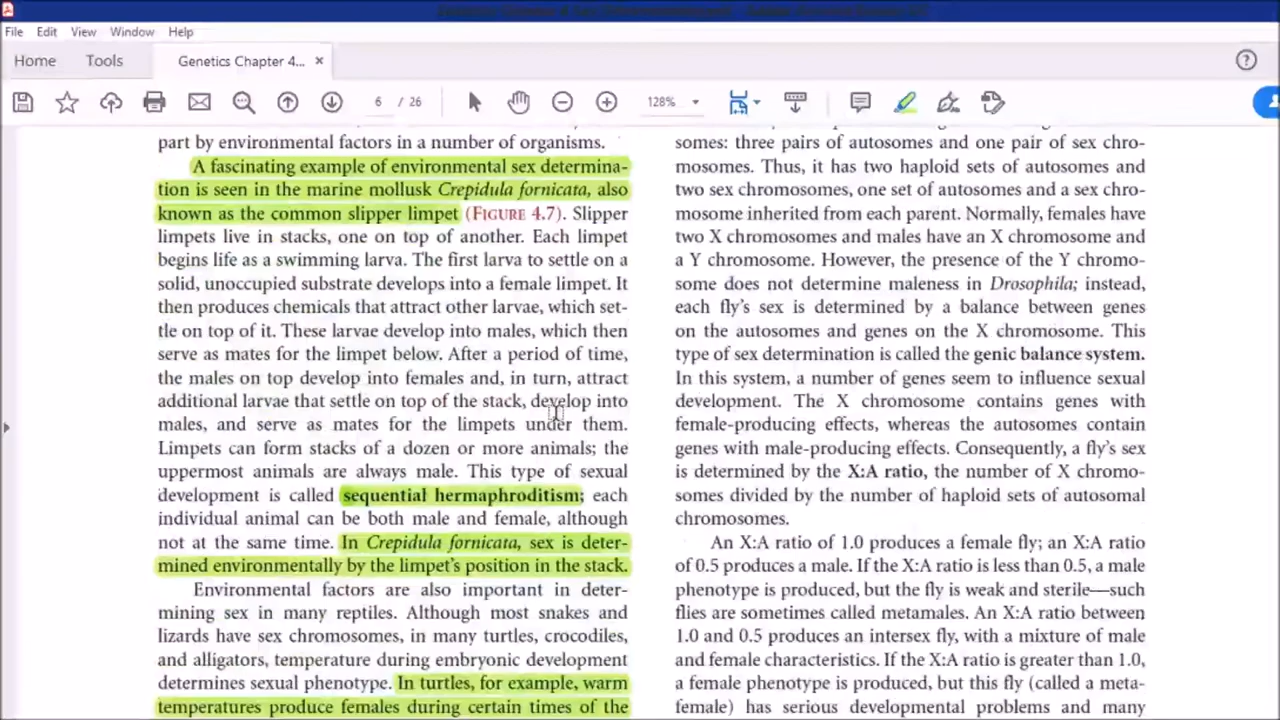 File Edit View Window Help
Home Tools Genetics Chapter 4... ×
6 / 26 128%
part by environmental factors in a number of organisms.
A fascinating example of environmental sex determina-
tion is seen in the marine mollusk Crepidula fornicata, also
known as the common slipper limpet (FIGURE 4.7). Slipper
limpets live in stacks, one on top of another. Each limpet
begins life as a swimming larva. The first larva to settle on a
solid, unoccupied substrate develops into a female limpet. It
then produces chemicals that attract other larvae, which set-
tle on top of it. These larvae develop into males, which then
serve as mates for the limpet below. After a period of time,
the males on top develop into females and, in turn, attract
additional larvae that settle on top of the stack, develop into
males, and serve as mates for the limpets under them.
Limpets can form stacks of a dozen or more animals; the
uppermost animals are always male. This type of sexual
development is called sequential hermaphroditism; each
individual animal can be both male and female, although
not at the same time. In Crepidula fornicata, sex is deter-
mined environmentally by the limpet's position in the stack.
Environmental factors are also important in deter-
mining sex in many reptiles. Although most snakes and
lizards have sex chromosomes, in many turtles, crocodiles,
and alligators, temperature during embryonic development
determines sexual phenotype. In turtles, for example, warm
temperatures produce females during certain times of the
somes: three pairs of autosomes and one pair of sex chro-
mosomes. Thus, it has two haploid sets of autosomes and
two sex chromosomes, one set of autosomes and a sex chro-
mosome inherited from each parent. Normally, females have
two X chromosomes and males have an X chromosome and
a Y chromosome. However, the presence of the Y chromo-
some does not determine maleness in Drosophila; instead,
each fly's sex is determined by a balance between genes
on the autosomes and genes on the X chromosome. This
type of sex determination is called the genic balance system.
In this system, a number of genes seem to influence sexual
development. The X chromosome contains genes with
female-producing effects, whereas the autosomes contain
genes with male-producing effects. Consequently, a fly's sex
is determined by the X:A ratio, the number of X chromo-
somes divided by the number of haploid sets of autosomal
chromosomes.
An X:A ratio of 1.0 produces a female fly; an X:A ratio
of 0.5 produces a male. If the X:A ratio is less than 0.5, a male
phenotype is produced, but the fly is weak and sterile—such
flies are sometimes called metamales. An X:A ratio between
1.0 and 0.5 produces an intersex fly, with a mixture of male
and female characteristics. If the X:A ratio is greater than 1.0,
a female phenotype is produced, but this fly (called a meta-
female) has serious developmental problems and many